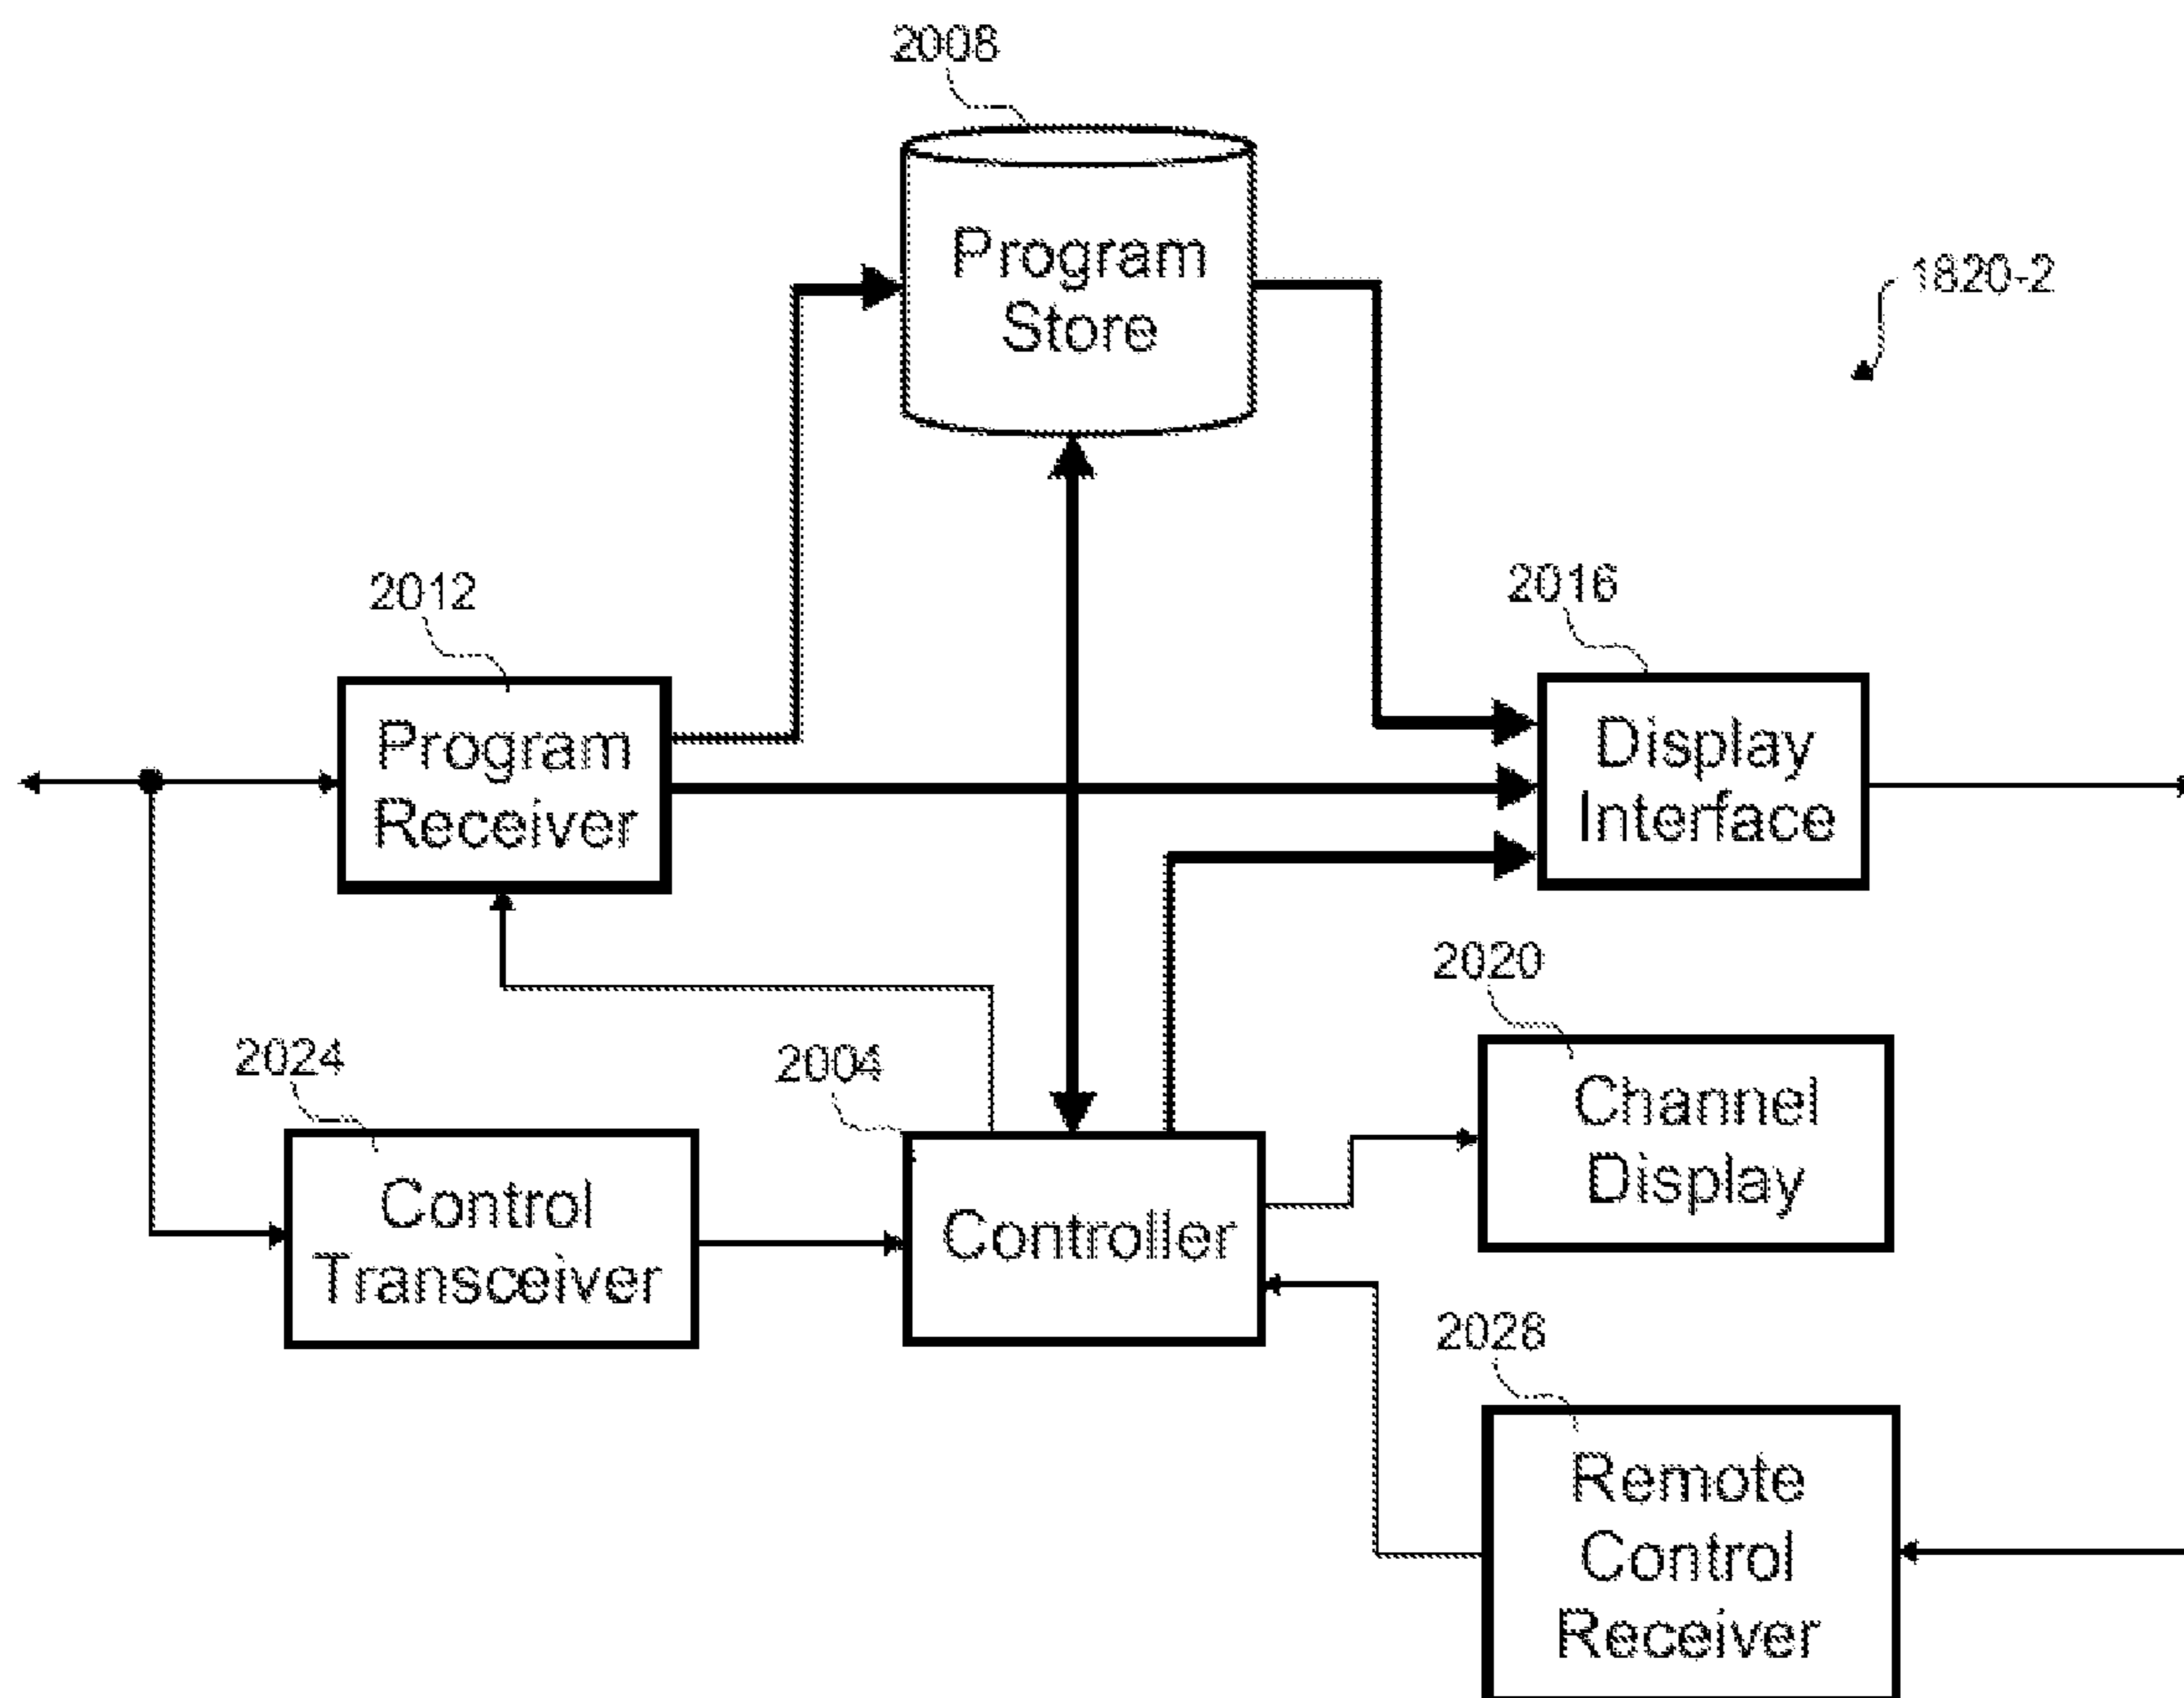 2008
Program
Store
1820-2
2012
Program
Receiver
2016
Display
Interface
2020
Channel
Display
2024
Control
Transceiver
2004
Controller
2028
Remote
Control
Receiver